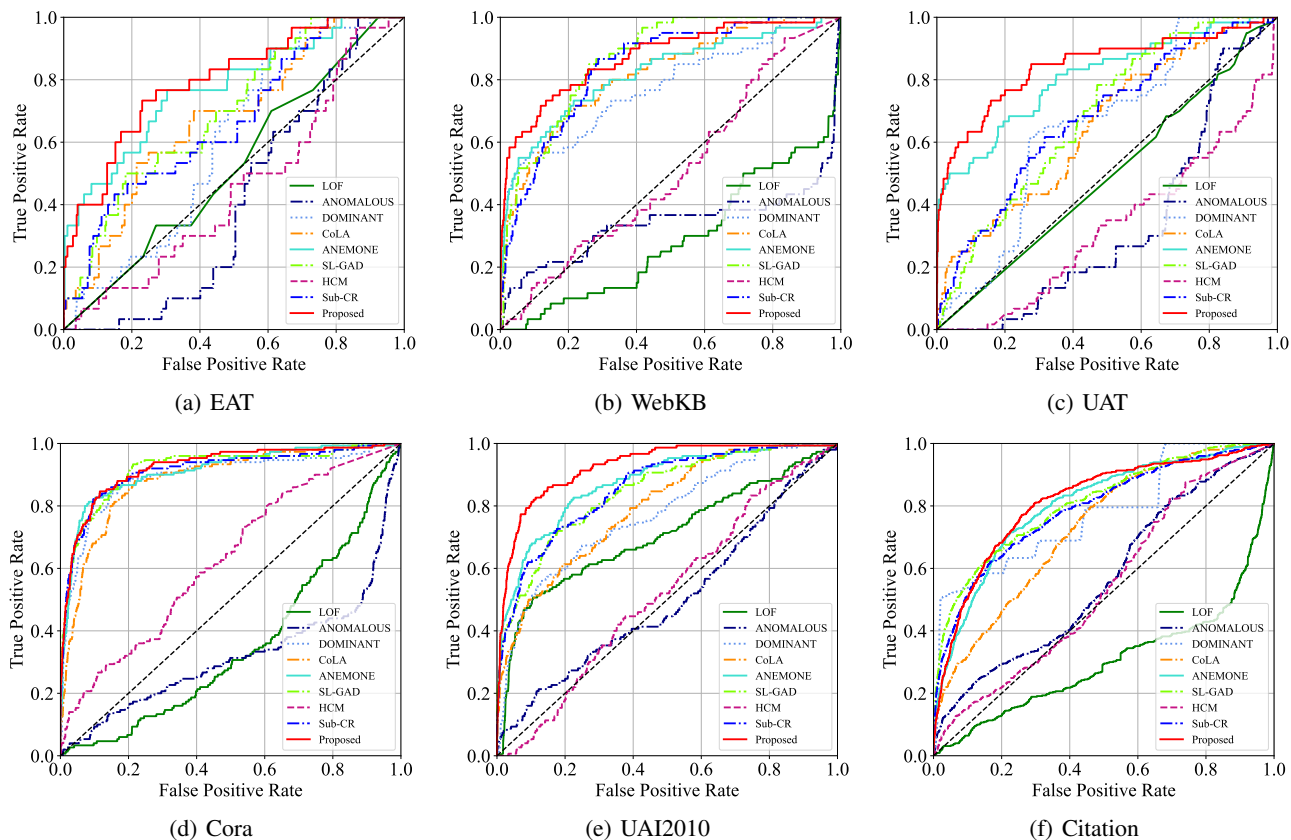 1.0
0.8
0.6
0.4
0.2
0.0
True Positive Rate
LOF
ANOMALOUS
DOMINANT
CoLA
ANEMONE
SL-GAD
HCM
Sub-CR
Proposed
0.0 0.2 0.4 0.6 0.8 1.0
False Positive Rate
(a) EAT
1.0
0.8
0.6
0.4
0.2
0.0
True Positive Rate
LOF
ANOMALOUS
DOMINANT
CoLA
ANEMONE
SL-GAD
HCM
Sub-CR
Proposed
0.0 0.2 0.4 0.6 0.8 1.0
False Positive Rate
(b) WebKB
1.0
0.8
0.6
0.4
0.2
0.0
True Positive Rate
LOF
ANOMALOUS
DOMINANT
CoLA
ANEMONE
SL-GAD
HCM
Sub-CR
Proposed
0.0 0.2 0.4 0.6 0.8 1.0
False Positive Rate
(c) UAT
1.0
0.8
0.6
0.4
0.2
0.0
True Positive Rate
LOF
ANOMALOUS
DOMINANT
CoLA
ANEMONE
SL-GAD
HCM
Sub-CR
Proposed
0.0 0.2 0.4 0.6 0.8 1.0
False Positive Rate
(d) Cora
1.0
0.8
0.6
0.4
0.2
0.0
True Positive Rate
LOF
ANOMALOUS
DOMINANT
CoLA
ANEMONE
SL-GAD
HCM
Sub-CR
Proposed
0.0 0.2 0.4 0.6 0.8 1.0
False Positive Rate
(e) UAI2010
1.0
0.8
0.6
0.4
0.2
0.0
True Positive Rate
LOF
ANOMALOUS
DOMINANT
CoLA
ANEMONE
SL-GAD
HCM
Sub-CR
Proposed
0.0 0.2 0.4 0.6 0.8 1.0
False Positive Rate
(f) Citation